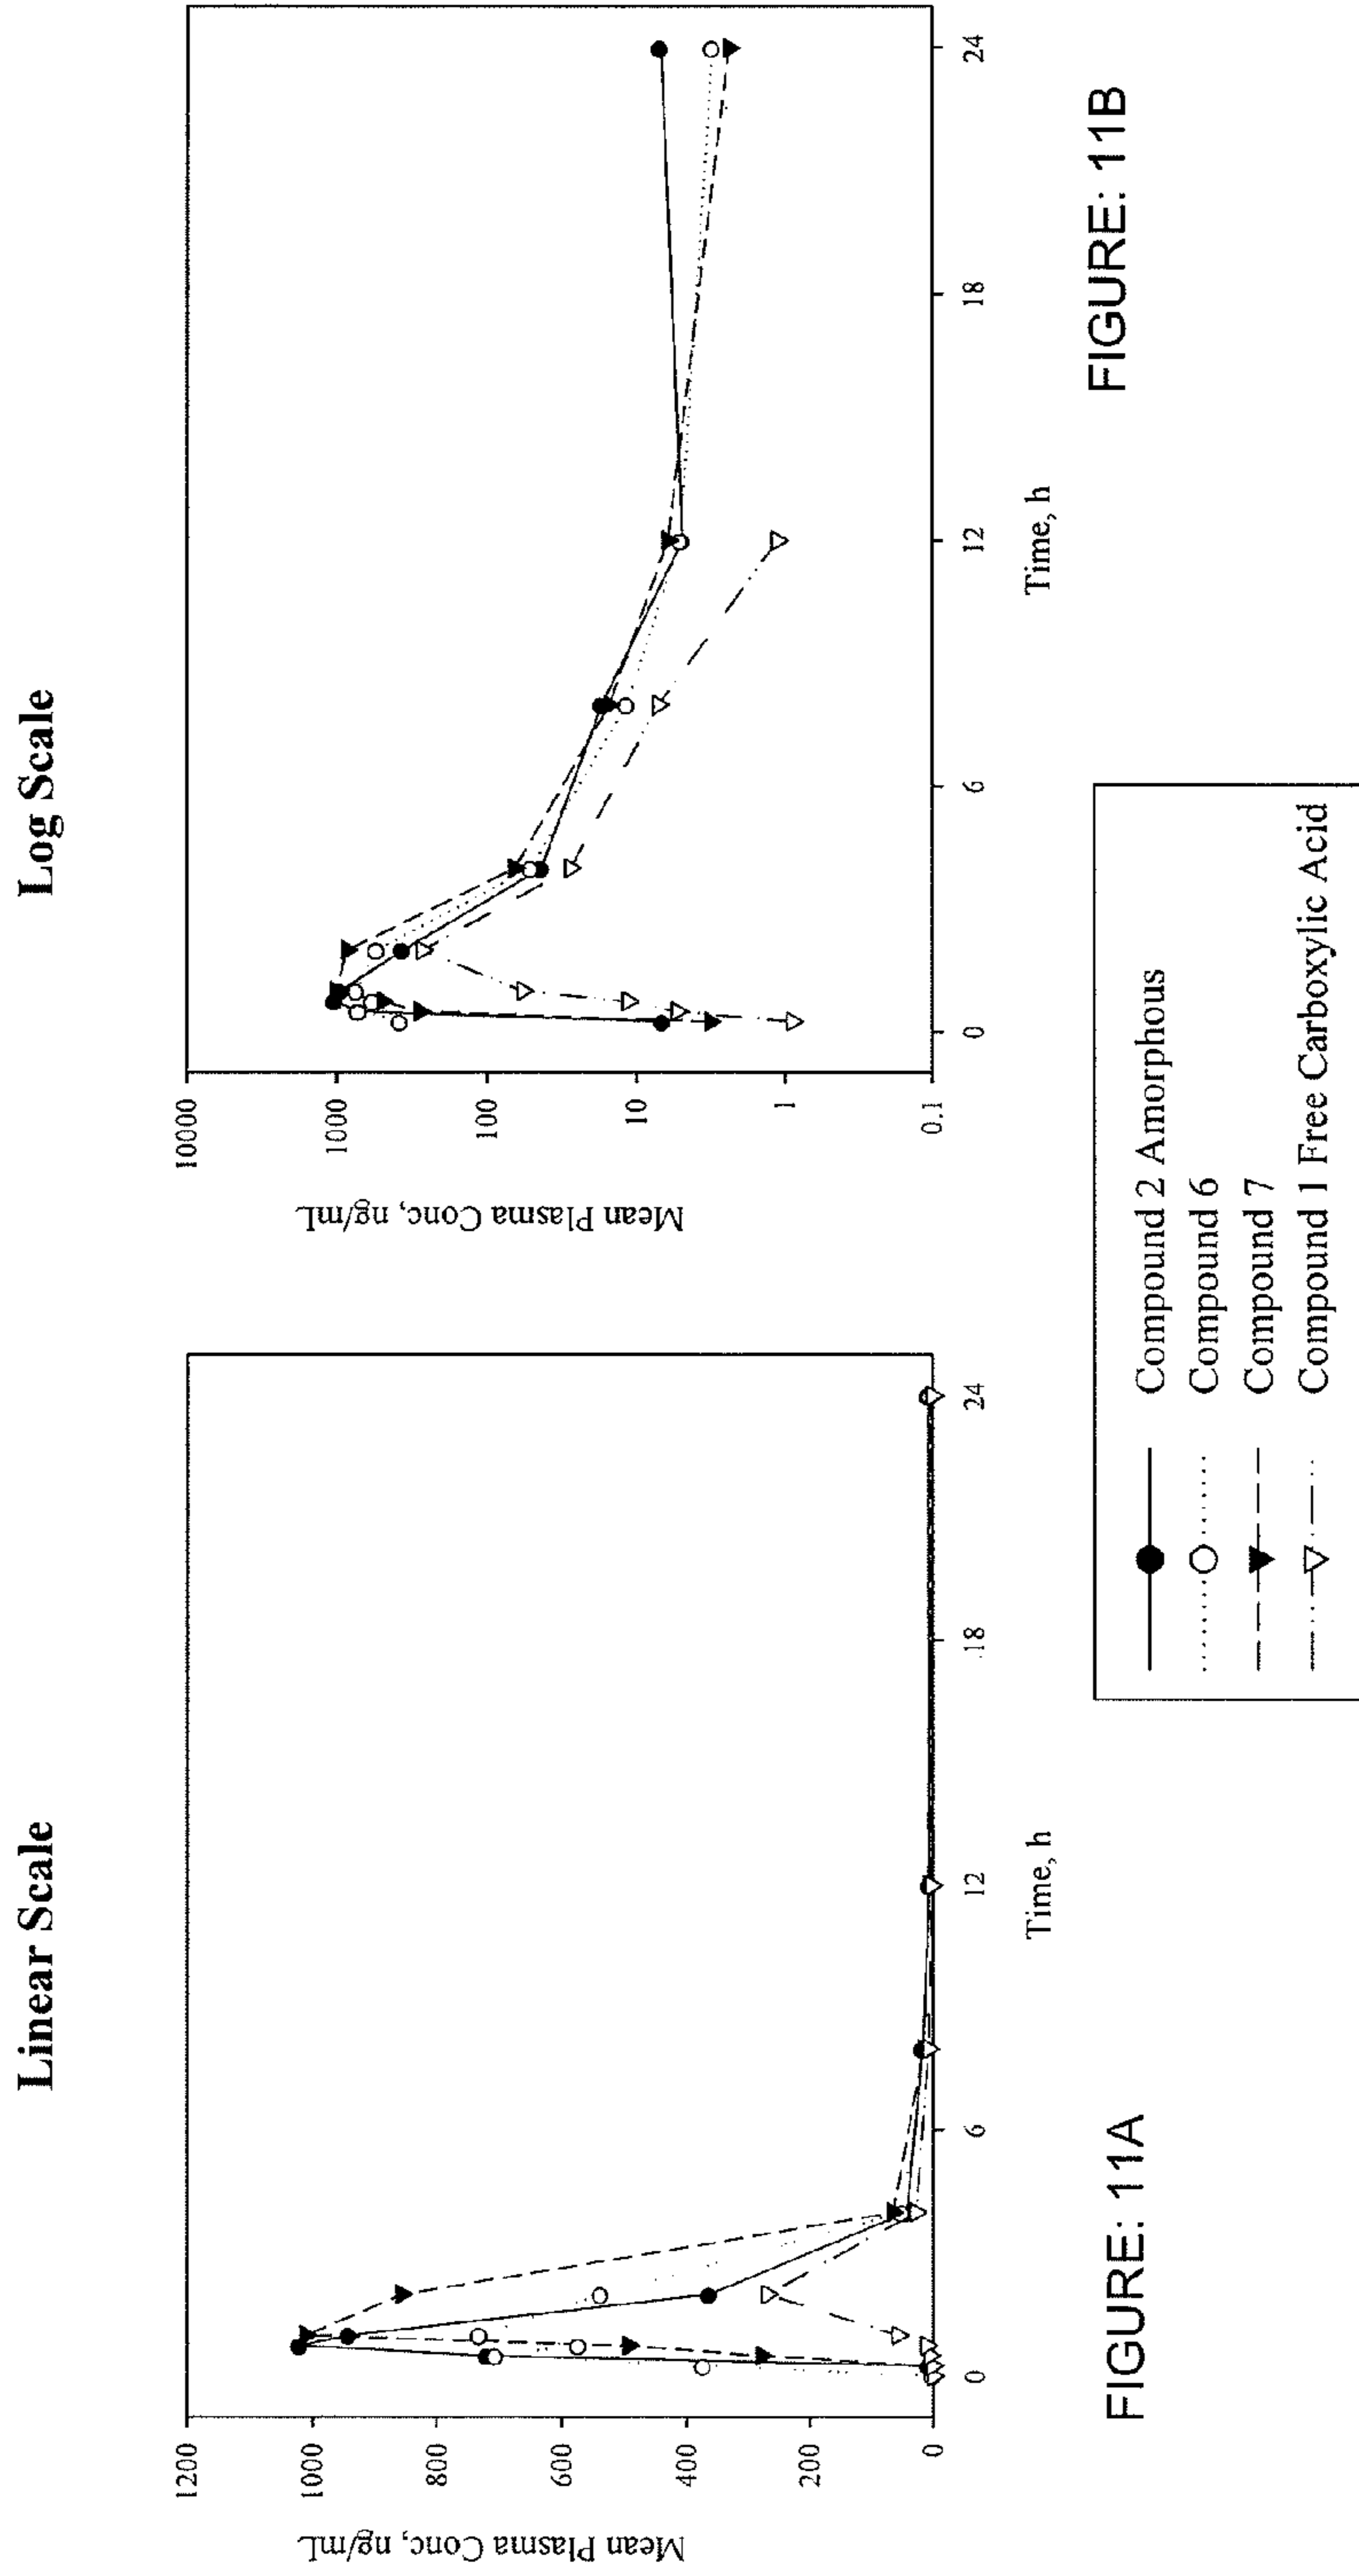 Linear Scale
Mean Plasma Conc, ng/mL
1200
1000
800
600
400
200
0
0
6
12
18
24
Time, h
FIGURE: 11A
Log Scale
Mean Plasma Conc, ng/mL
10000
1000
100
10
1
0.1
0
6
12
18
24
Time, h
FIGURE: 11B
Compound 2 Amorphous
Compound 6
Compound 7
Compound 1 Free Carboxylic Acid